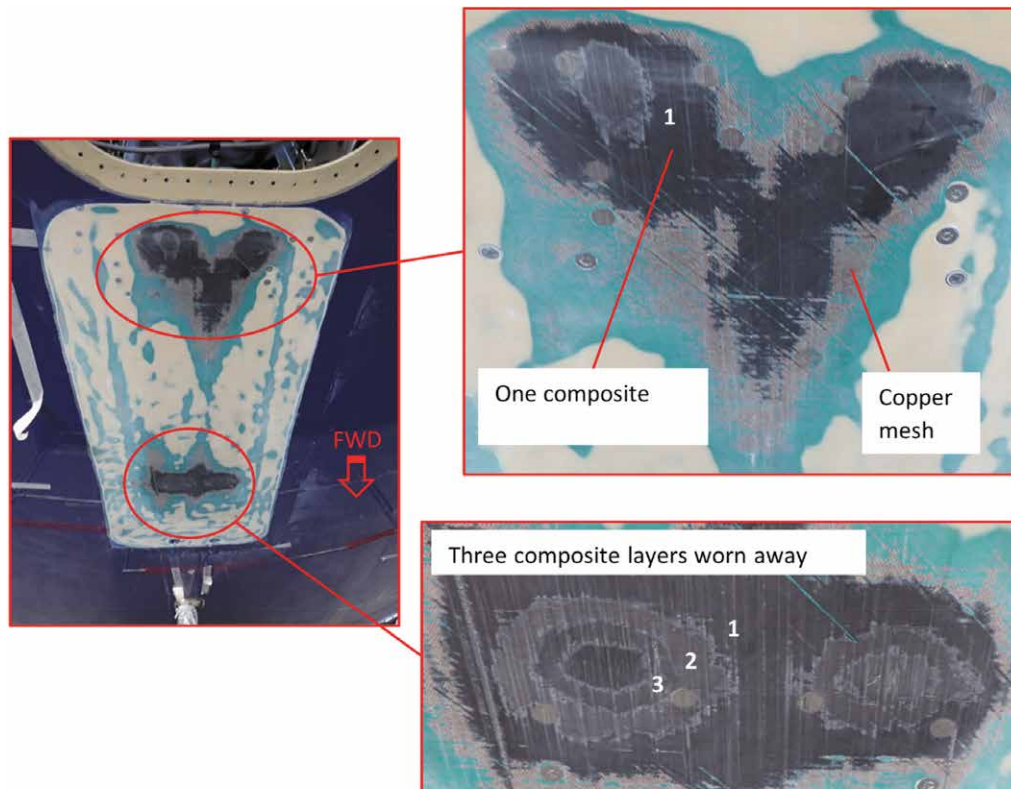 1
One composite
Copper
mesh
FWD
Three composite layers worn away
1
2
3